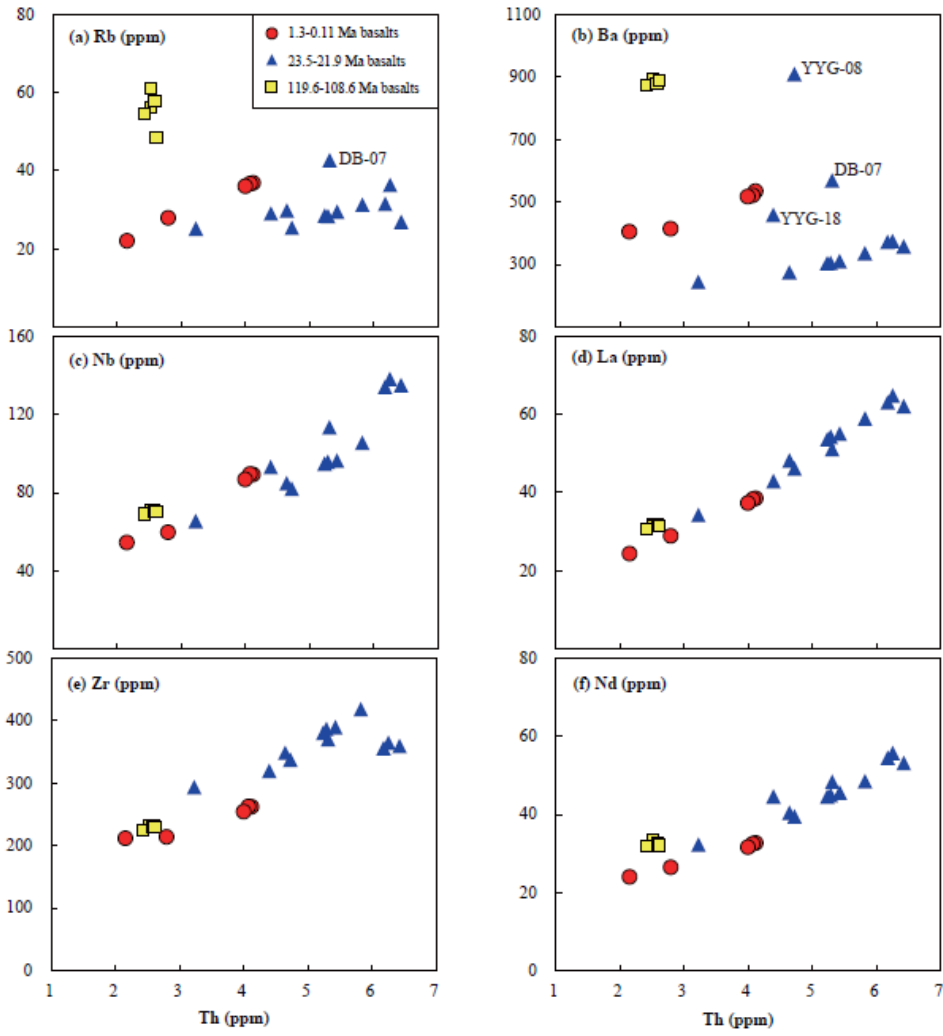 80
60
40
20
(a) Rb (ppm)
1.3-0.11 Ma basalts
23.5-21.9 Ma basalts
119.6-108.6 Ma basalts
DB-07
1100
900
700
500
300
(b) Ba (ppm)
YYG-08
DB-07
YYG-18
160
120
80
40
0
(c) Nb (ppm)
80
60
40
20
0
(d) La (ppm)
500
400
300
200
100
0
(e) Zr (ppm)
1 2 3 4 5 6 7
Th (ppm)
80
60
40
20
0
(f) Nd (ppm)
1 2 3 4 5 6 7
Th (ppm)